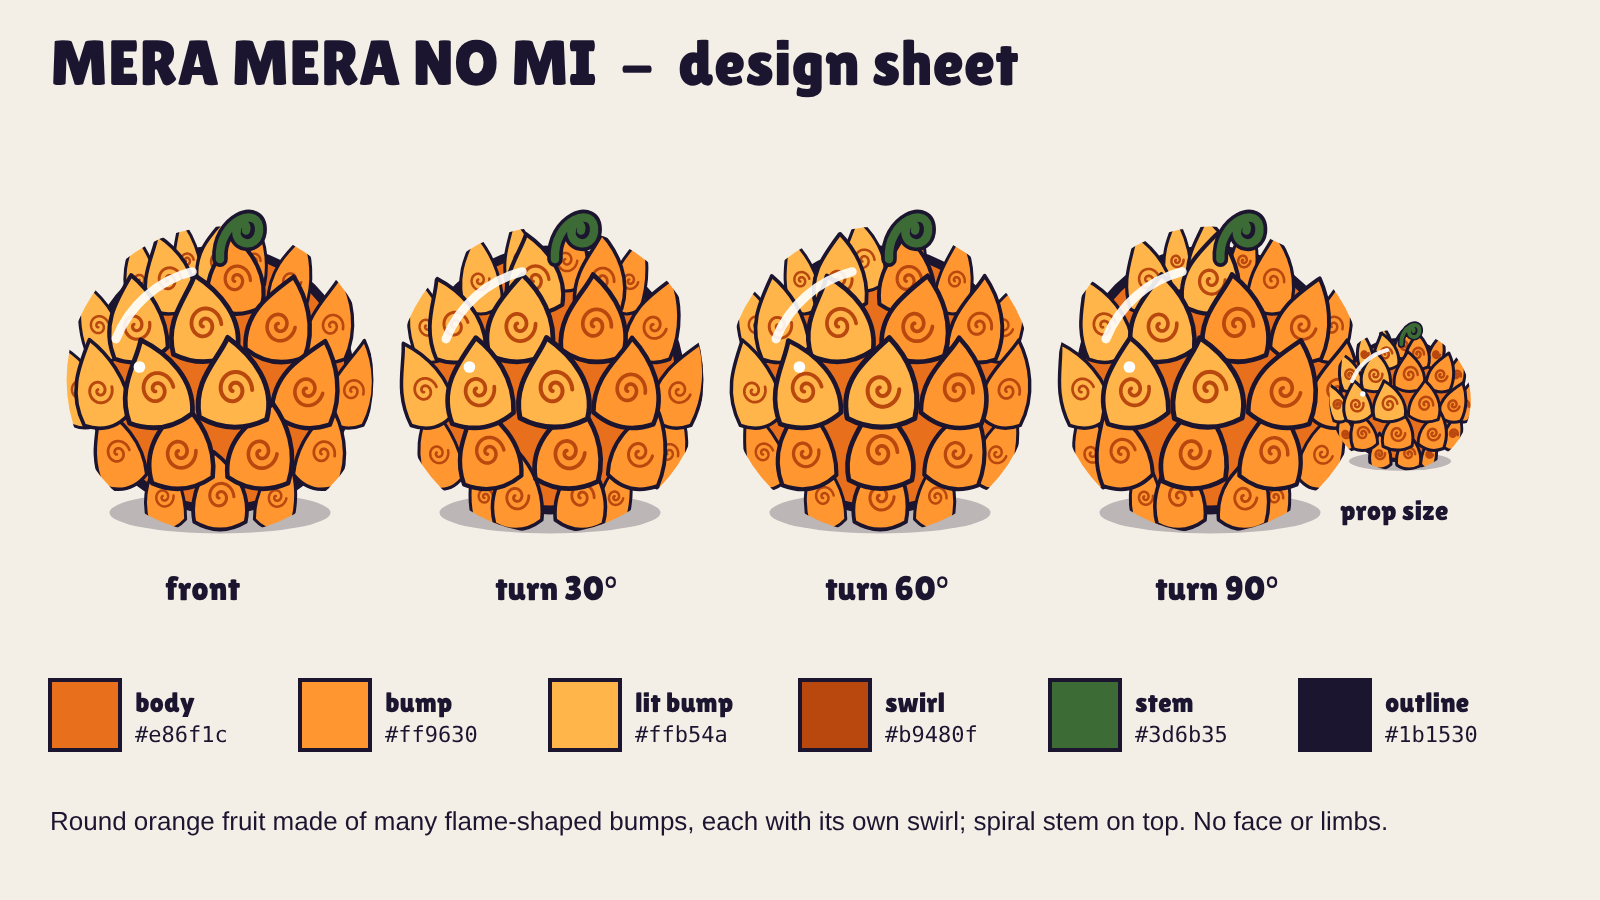 MERA MERA NO MI – design sheet
front
turn 30°
turn 60°
turn 90°
prop size
body
#e86f1c
bump
#ff9630
lit bump
#ffb54a
swirl
#b9480f
stem
#3d6b35
outline
#1b1530
Round orange fruit made of many flame-shaped bumps, each with its own swirl; spiral stem on top. No face or limbs.